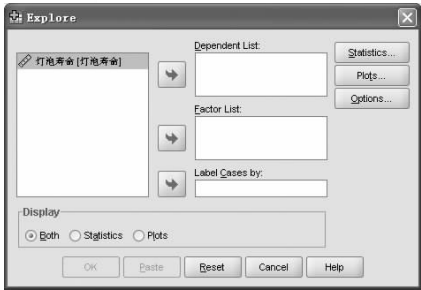 Explore
灯泡寿命 [灯泡寿命]
Dependent List:
Factor List:
Label Cases by:
Statistics...
Plots...
Options...
Display
Both Statistics Plots
OK Paste Reset Cancel Help